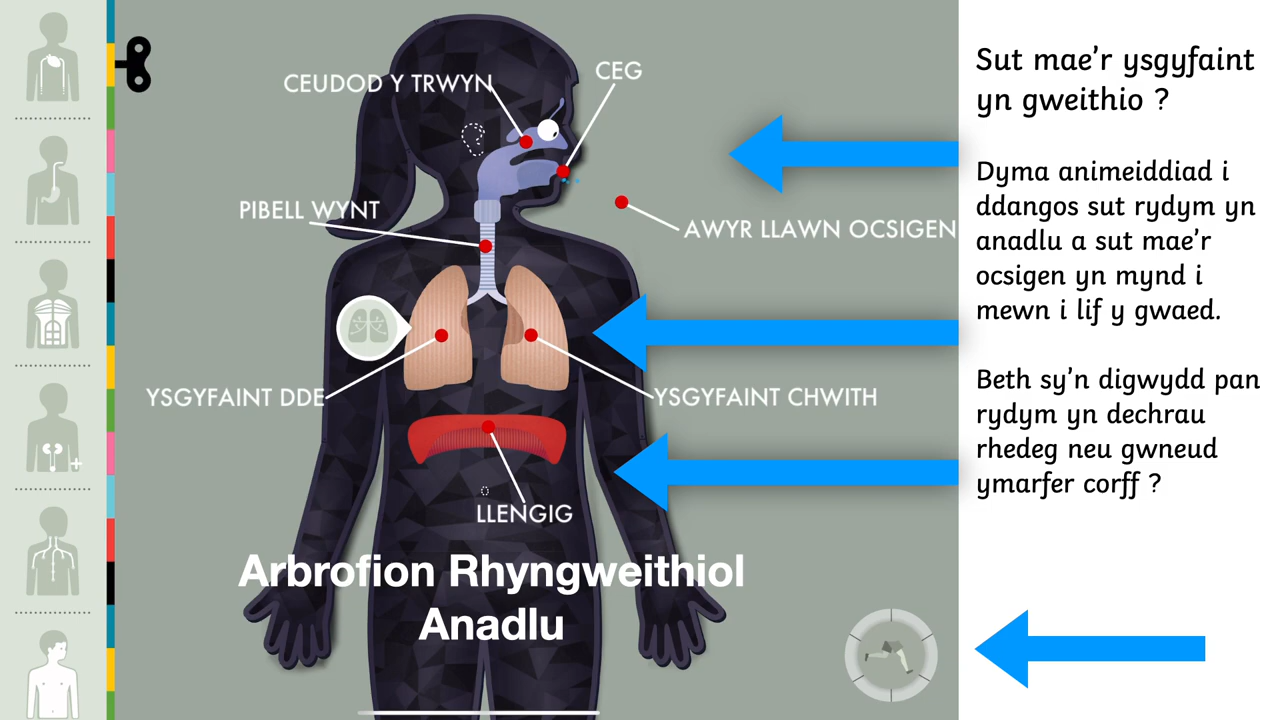 CEUDOD Y TRWYN
CEG
PIBELL WYNT
AWYR LLAWN OCSIGEN
YSGYFAINT DDE
YSGYFAINT CHWITH
LLENGIG
Arbrofion Rhyngweithiol
Anadlu
Sut mae’r ysgyfaint
yn gweithio ?
Dyma animeiddiad i
ddangos sut rydym yn
anadlu a sut mae’r
ocsigen yn mynd i
mewn i lif y gwaed.
Beth sy’n digwydd pan
rydym yn dechrau
rhedeg neu gwneud
ymarfer corff ?